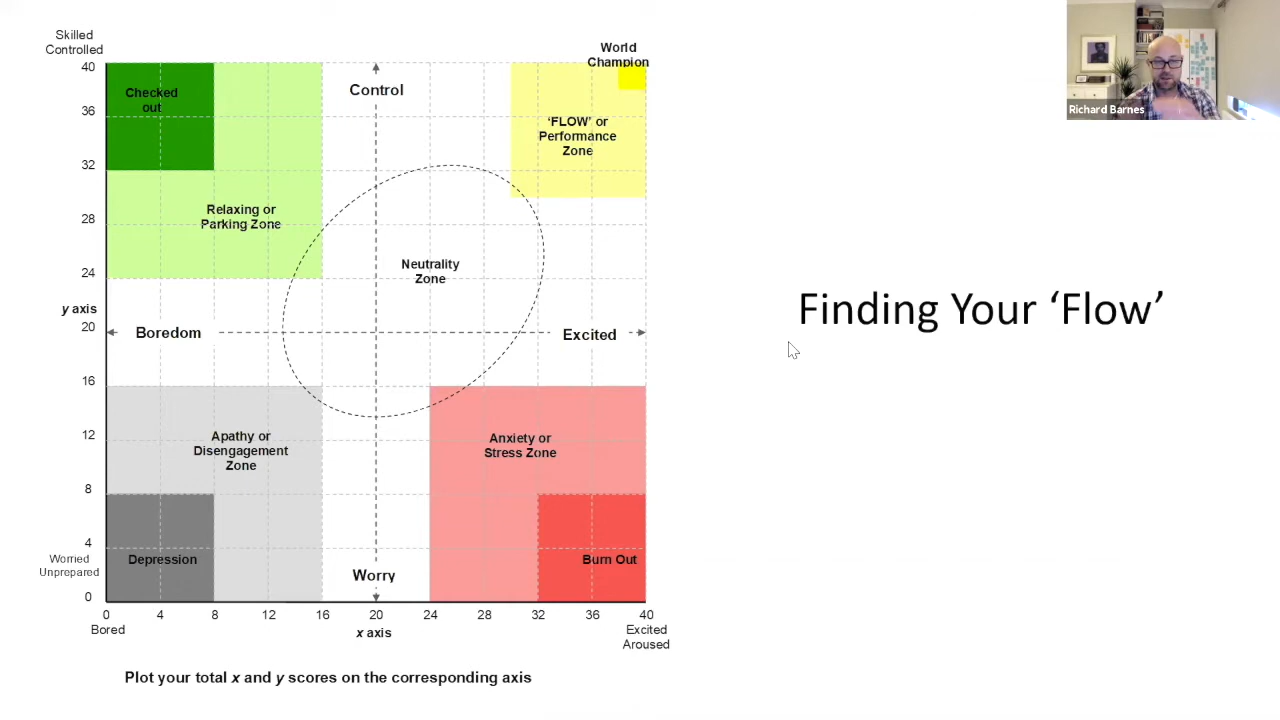 Skilled
Controlled
World
Champion
40
Checked
out
Control
Richard Barnes
36
‘FLOW’ or
Performance
Zone
32
28
Relaxing or
Parking Zone
24
Neutrality
Zone
y axis
20
Boredom
Excited
Finding Your ‘Flow’
16
12
Apathy or
Disengagement
Zone
Anxiety or
Stress Zone
8
4
Worried
Unprepared
Depression
Worry
Burn Out
0
0 4 8 12 16 20 24 28 32 36 40
Bored
x axis
Excited
Aroused
Plot your total x and y scores on the corresponding axis